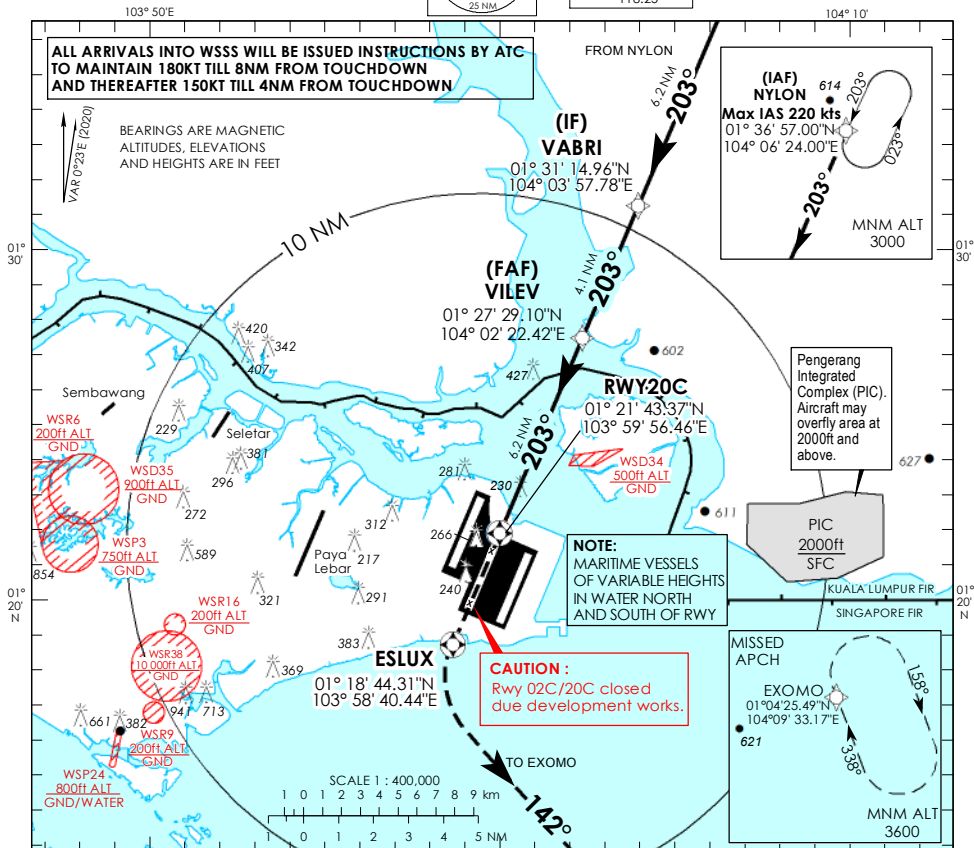 25 NM
118.25
103° 50'E
104° 10'
ALL ARRIVALS INTO WSSS WILL BE ISSUED INSTRUCTIONS BY ATC
TO MAINTAIN 180KT TILL 8NM FROM TOUCHDOWN
AND THEREAFTER 150KT TILL 4NM FROM TOUCHDOWN
VAR 0°23'E (2020)
BEARINGS ARE MAGNETIC
ALTITUDES, ELEVATIONS
AND HEIGHTS ARE IN FEET
FROM NYLON
6.2 NM
203°
(IF)
VABRI
01° 31' 14.96"N
104° 03' 57.78"E
(IAF)
NYLON
Max IAS 220 kts
01° 36' 57.00"N
104° 06' 24.00"E
614
203°
023°
203°
MNM ALT
3000
10 NM
01°
30'
01°
30'
4.1 NM
203°
(FAF)
VILEV
01° 27' 29.10"N
104° 02' 22.42"E
420
342
407
427
602
Sembawang
229
Seletar
381
296
RWY 20C
01° 21' 43.37"N
103° 59' 56.46"E
6.2 NM
203°
Pengerang
Integrated
Complex (PIC).
Aircraft may
overfly area at
2000ft and
above.
WSR6
200ft ALT
GND
WSD35
900ft ALT
GND
WSD34
500ft ALT
GND
627
281
230
272
312
266
611
WSP3
750ft ALT
GND
589
217
Paya
Lebar
854
321
291
240
PIC
2000ft
SFC
NOTE:
MARITIME VESSELS
OF VARIABLE HEIGHTS
IN WATER NORTH
AND SOUTH OF RWY
KUALA LUMPUR FIR
SINGAPORE FIR
01°
20'
N
01°
20'
N
WSR16
200ft ALT
GND
383
WSR38
10 000ft ALT
GND
369
ESLUX
01° 18' 44.31"N
103° 58' 40.44"E
CAUTION :
Rwy 02C/20C closed
due development works.
MISSED
APCH
EXOMO
01°04'25.49"N
104°09' 33.17"E
158°
338°
621
MNM ALT
3600
661
382
941
713
WSR9
200ft ALT
GND
WSP24
800ft ALT
GND/WATER
TO EXOMO
142°
SCALE 1 : 400,000
1 0 1 2 3 4 5 6 7 8 9 km
1 0 1 2 3 4 5 NM